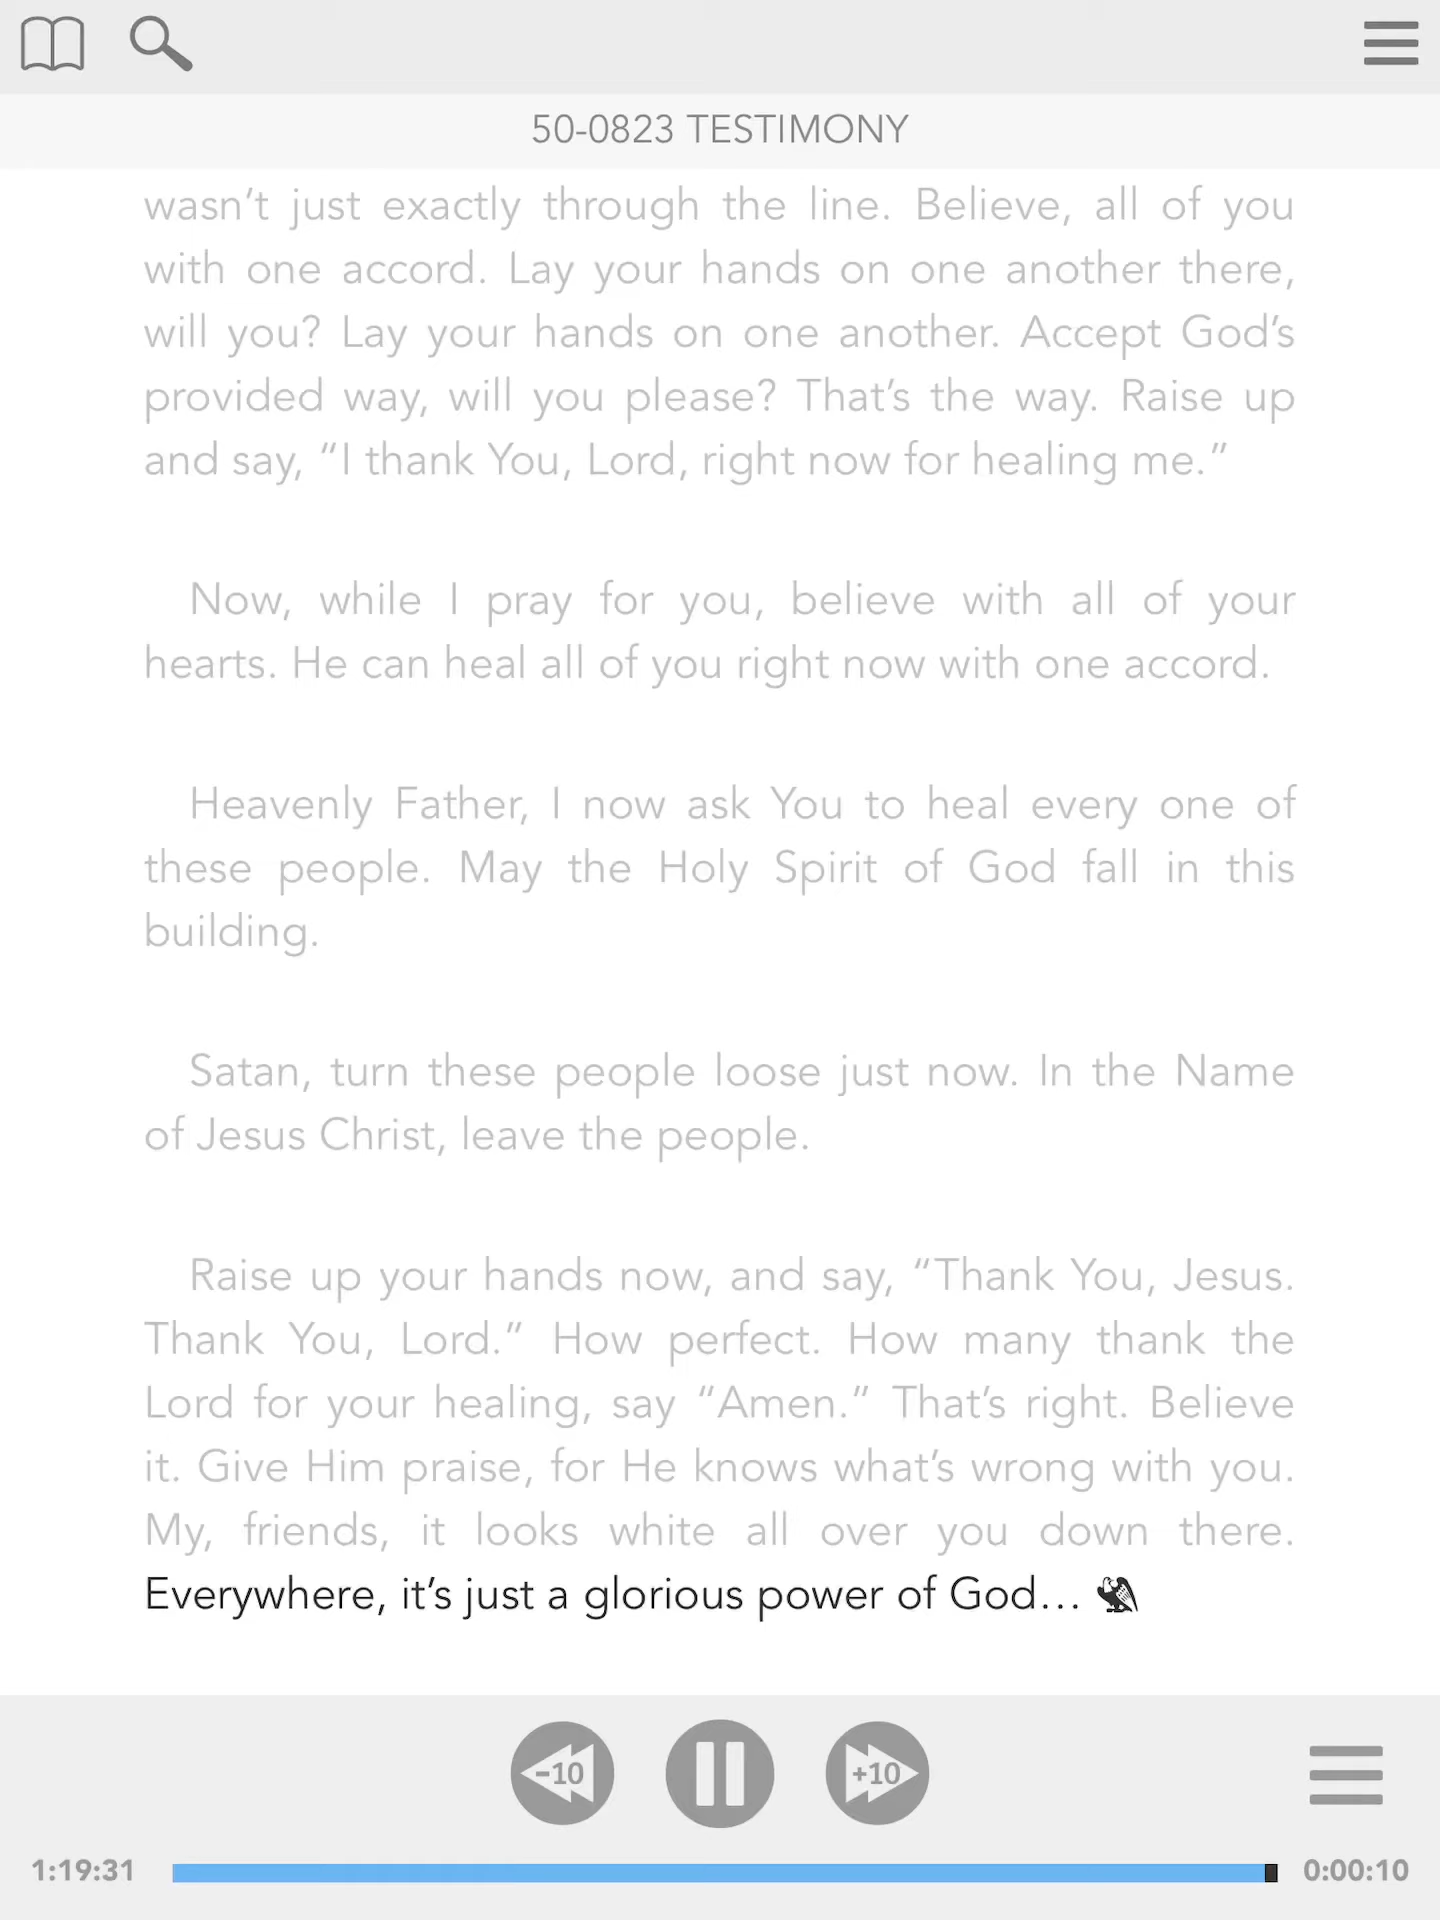 50-0823 TESTIMONY
wasn’t just exactly through the line. Believe, all of you
with one accord. Lay your hands on one another there,
will you? Lay your hands on one another. Accept God’s
provided way, will you please? That’s the way. Raise up
and say, “I thank You, Lord, right now for healing me.”
Now, while I pray for you, believe with all of your
hearts. He can heal all of you right now with one accord.
Heavenly Father, I now ask You to heal every one of
these people. May the Holy Spirit of God fall in this
building.
Satan, turn these people loose just now. In the Name
of Jesus Christ, leave the people.
Raise up your hands now, and say, “Thank You, Jesus.
Thank You, Lord.” How perfect. How many thank the
Lord for your healing, say “Amen.” That’s right. Believe
it. Give Him praise, for He knows what’s wrong with you.
My, friends, it looks white all over you down there.
Everywhere, it’s just a glorious power of God…
-10 +10
1:19:31 0:00:10